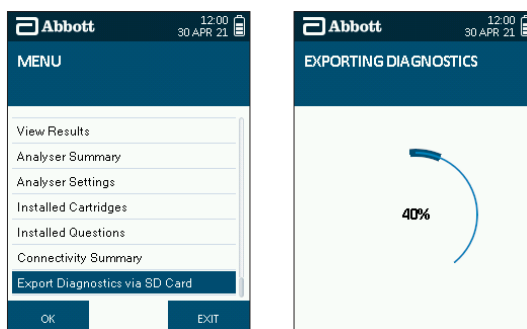 Abbott
12:00
30 APR 21
MENU
View Results
Analyser Summary
Analyser Settings
Installed Cartridges
Installed Questions
Connectivity Summary
Export Diagnostics via SD Card
OK
EXIT
Abbott
12:00
30 APR 21
EXPORTING DIAGNOSTICS
40%